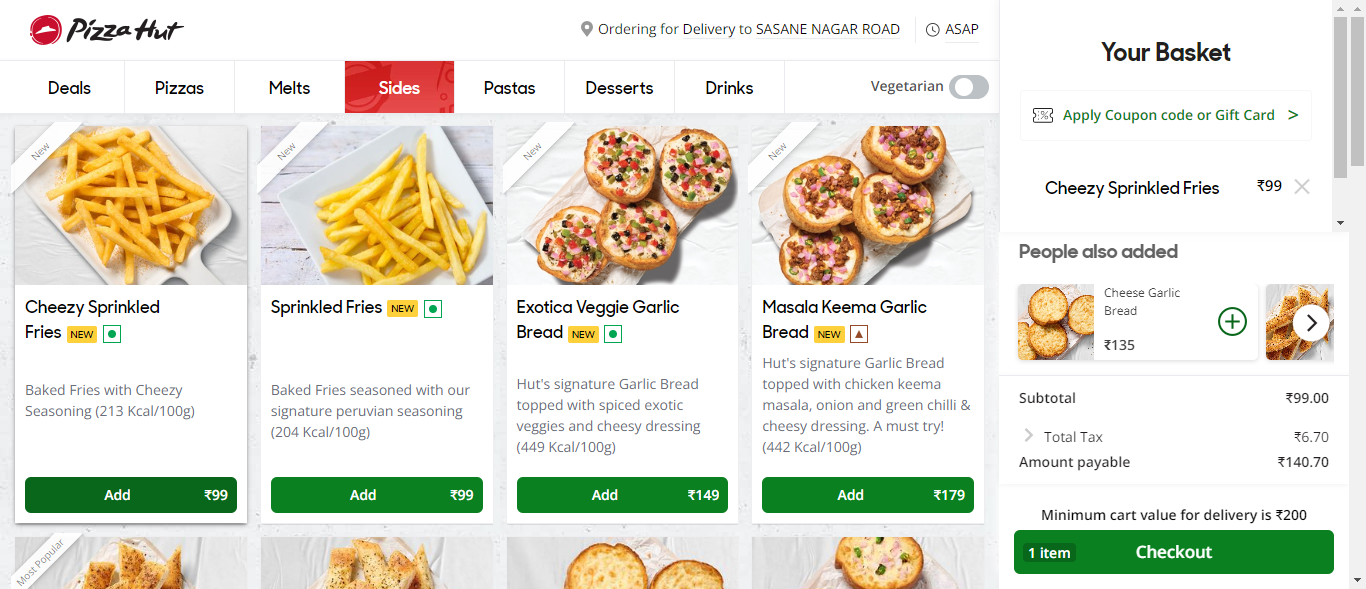 Pizza Hut
Ordering for Delivery to SASANE NAGAR ROAD
ASAP
Deals
Pizzas
Melts
Sides
Pastas
Desserts
Drinks
Vegetarian
New
Cheezy Sprinkled
Fries NEW
Baked Fries with Cheezy
Seasoning (213 Kcal/100g)
Add ₹99
New
Sprinkled Fries NEW
Baked Fries seasoned with our
signature peruvian seasoning
(204 Kcal/100g)
Add ₹99
New
Exotica Veggie Garlic
Bread NEW
Hut's signature Garlic Bread
topped with spiced exotic
veggies and cheesy dressing
(449 Kcal/100g)
Add ₹149
New
Masala Keema Garlic
Bread NEW
Hut's signature Garlic Bread
topped with chicken keema
masala, onion and green chilli &
cheesy dressing. A must try!
(442 Kcal/100g)
Add ₹179
Most Popular
Your Basket
Apply Coupon code or Gift Card >
Cheezy Sprinkled Fries ₹99
People also added
Cheese Garlic
Bread
₹135
Subtotal ₹99.00
Total Tax ₹6.70
Amount payable ₹140.70
Minimum cart value for delivery is ₹200
1 item Checkout